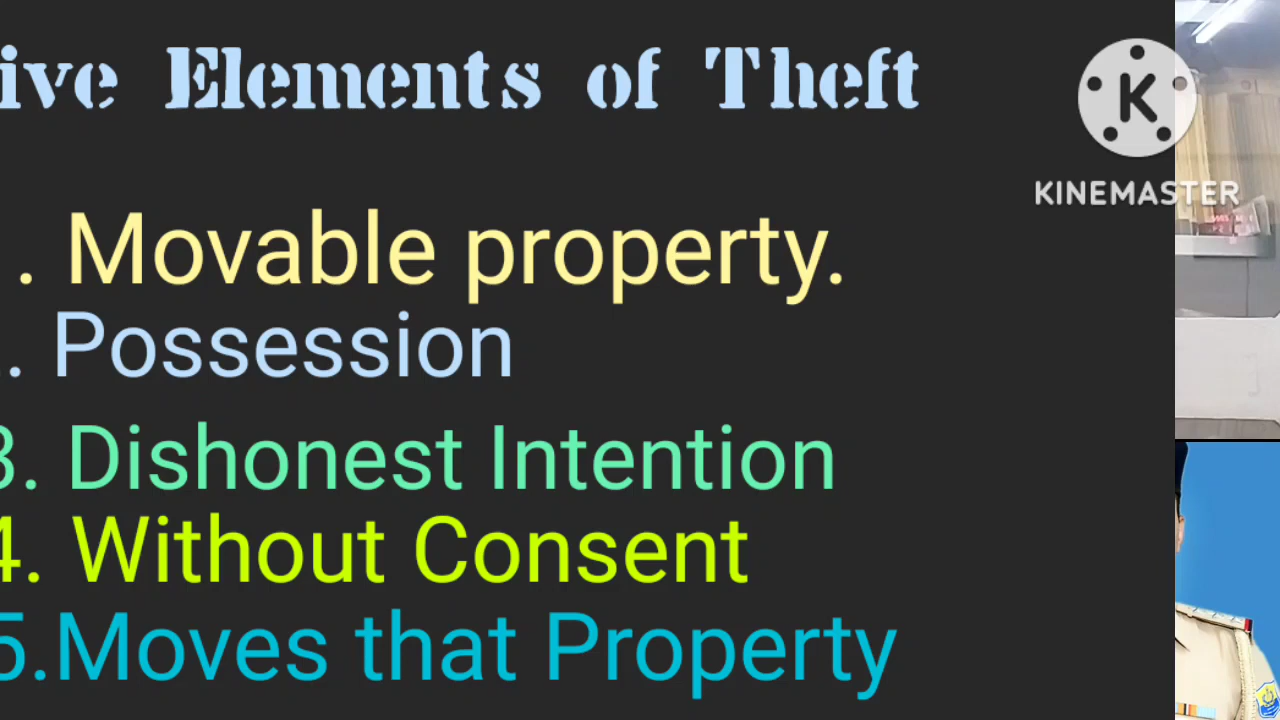 ive Elements of Theft
K
KINEMASTER
. Movable property.
. Possession
3. Dishonest Intention
4. Without Consent
5.Moves that Property